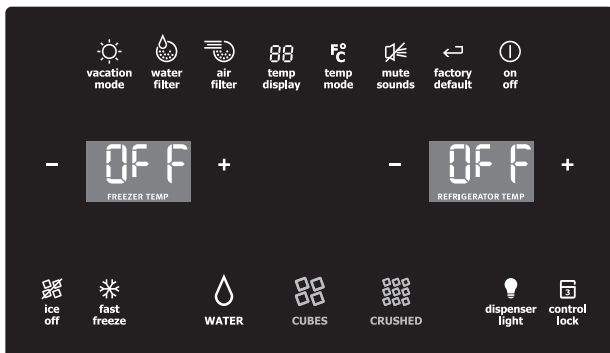 88 F° C
vacation mode
water filter
air filter
temp display
temp mode
mute sounds
factory default
on off
- OFF + - OFF +
FREEZER TEMP REFRIGERATOR TEMP
3
ice off
fast freeze
WATER
CUBES
CRUSHED
dispenser light
control lock